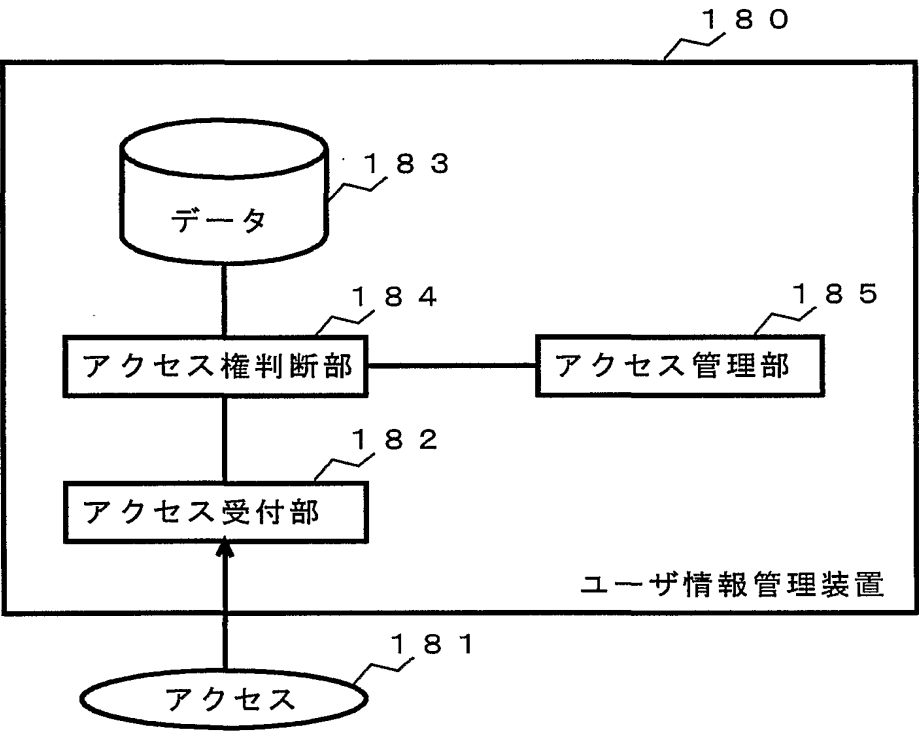 １８０
１８３
データ
１８４
アクセス権判断部
１８５
アクセス管理部
１８２
アクセス受付部
ユーザ情報管理装置
１８１
アクセス